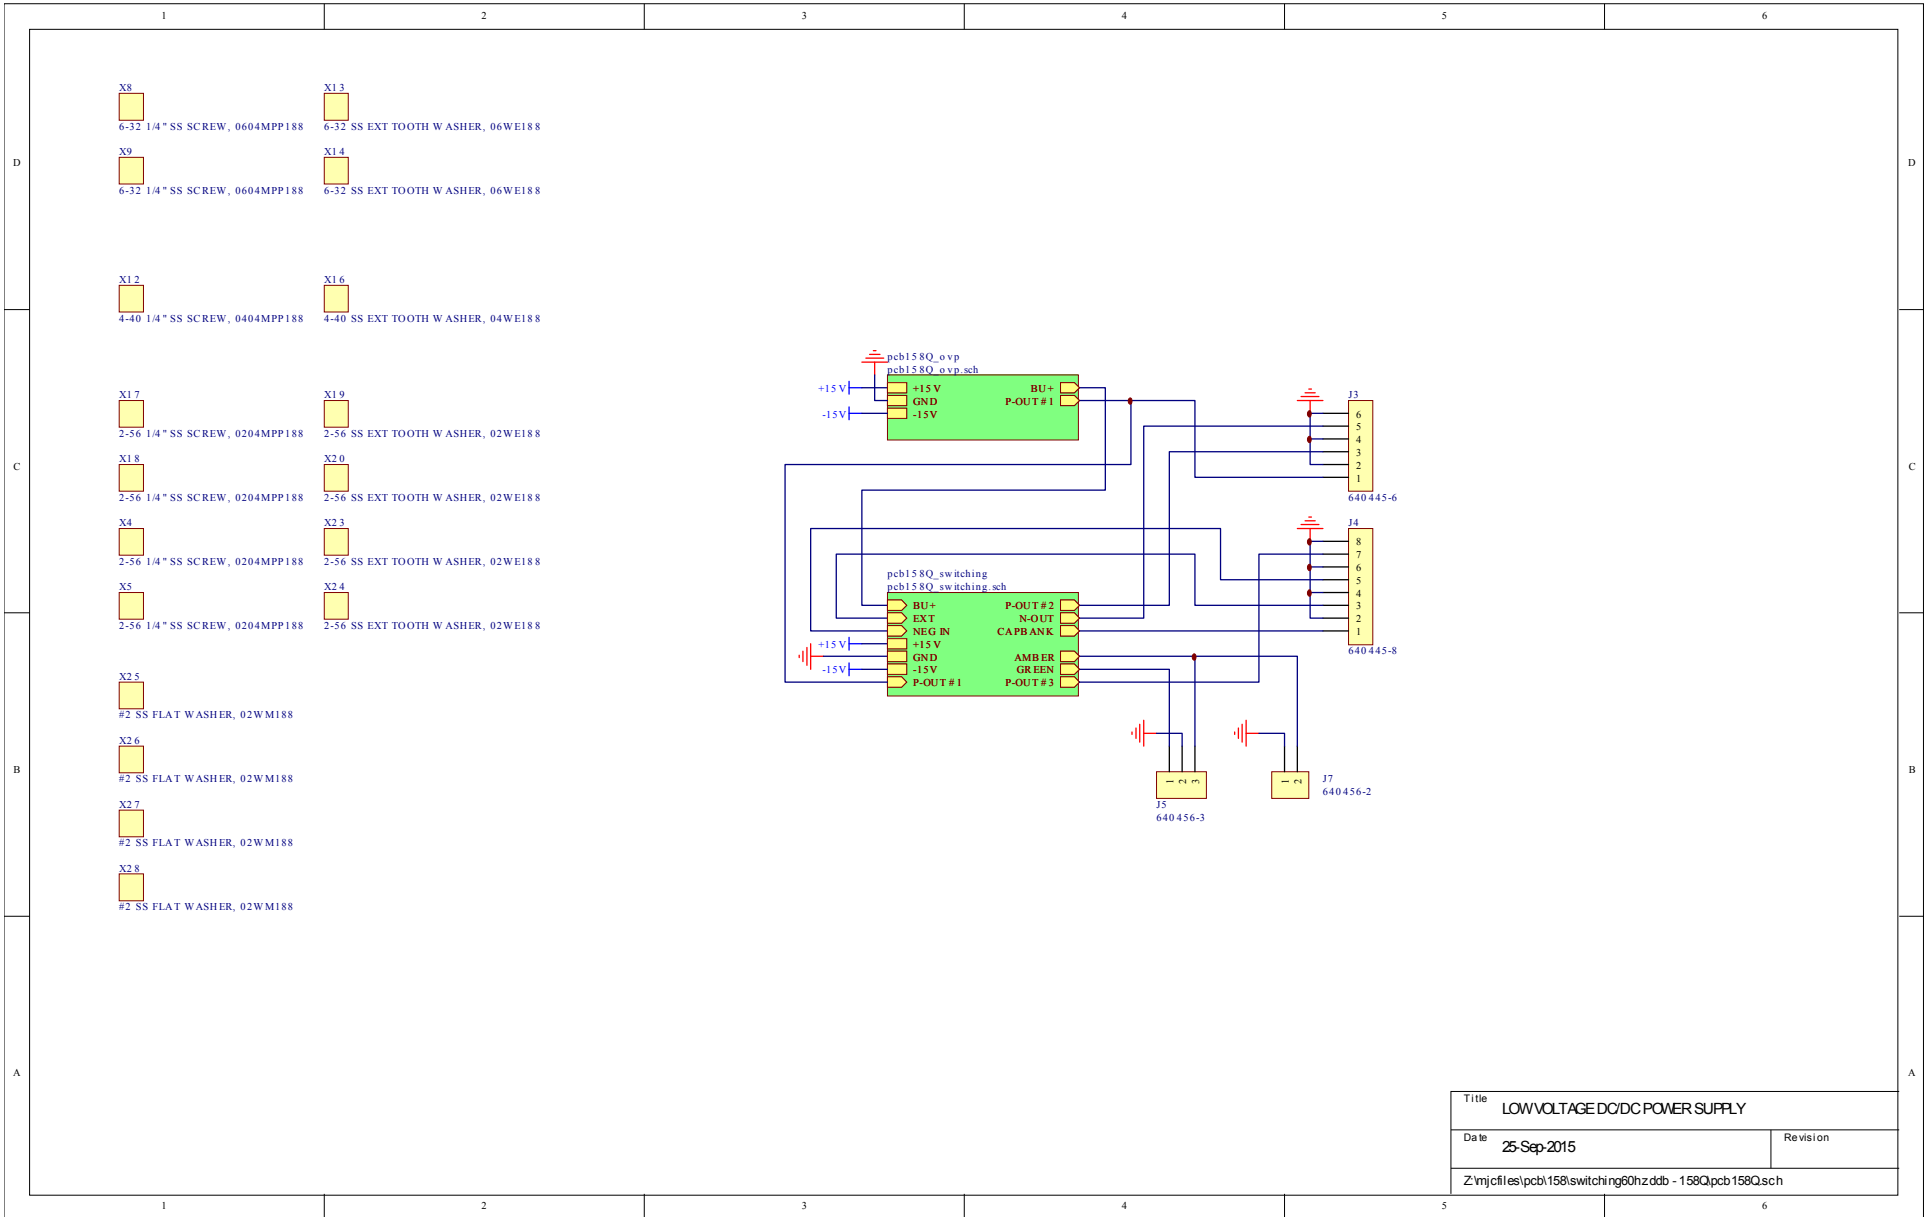 1 2 3 4 5 6
D D
C C
B B
A A
X8
6-32 1/4" SS SCREW, 0604MPP188
X13
6-32 SS EXT TOOTH WASHER, 06WE188
X9
6-32 1/4" SS SCREW, 0604MPP188
X14
6-32 SS EXT TOOTH WASHER, 06WE188
X12
4-40 1/4" SS SCREW, 0404MPP188
X16
4-40 SS EXT TOOTH WASHER, 04WE188
X17
2-56 1/4" SS SCREW, 0204MPP188
X19
2-56 SS EXT TOOTH WASHER, 02WE188
X18
2-56 1/4" SS SCREW, 0204MPP188
X20
2-56 SS EXT TOOTH WASHER, 02WE188
X4
2-56 1/4" SS SCREW, 0204MPP188
X23
2-56 SS EXT TOOTH WASHER, 02WE188
X5
2-56 1/4" SS SCREW, 0204MPP188
X24
2-56 SS EXT TOOTH WASHER, 02WE188
X25
#2 SS FLAT WASHER, 02WM188
X26
#2 SS FLAT WASHER, 02WM188
X27
#2 SS FLAT WASHER, 02WM188
X28
#2 SS FLAT WASHER, 02WM188
pcb158Q_ovp
pcb158Q_ovp.sch
+15V +15V BU+
GND P-OUT#1
-15V -15V
J3
6
5
4
3
2
1
640445-6
J4
8
7
6
5
4
3
2
1
640445-8
pcb158Q_switching
pcb158Q_switching.sch
BU+ P-OUT#2
EXT N-OUT
NEG IN CAPBANK
+15V +15V
GND AMBER
-15V -15V GREEN
P-OUT#1 P-OUT#3
1 2 3
J5
640456-3
1 2
J7
640456-2
Title
LOW VOLTAGE DC/DC POWER SUPPLY
Date
25-Sep-2015
Revision
Z:\mjcfiles\pcb\158\switching60hz.ddb - 158Q\pcb158Q.sch
1 2 3 4 5 6